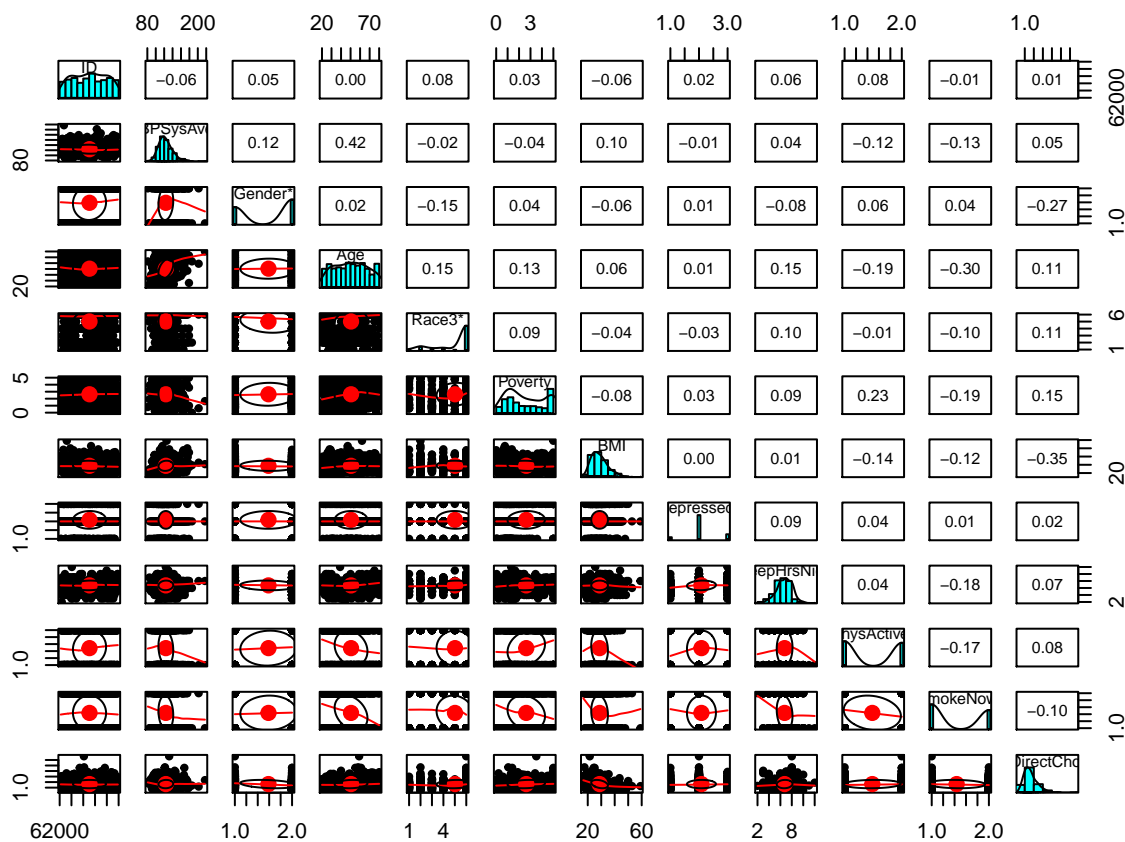 80 200 20 70 0 3 1.0 3.0 1.0 2.0 1.0
ID −0.06 0.05 0.00 0.08 0.03 −0.06 0.02 0.06 0.08 −0.01 0.01 62000
80 PSysAv 0.12 0.42 −0.02 −0.04 0.10 −0.01 0.04 −0.12 −0.13 0.05
Gender* 0.02 −0.15 0.04 −0.06 0.01 −0.08 0.06 0.04 −0.27 1.0
20 Age 0.15 0.13 0.06 0.01 0.15 −0.19 −0.30 0.11
Race3* 0.09 −0.04 −0.03 0.10 −0.01 −0.10 0.11 1 6
0 5 Poverty −0.08 0.03 0.09 0.23 −0.19 0.15
BMI 0.00 0.01 −0.14 −0.12 −0.35 20
1.0 epressed 0.09 0.04 0.01 0.02
epHrsNi 0.04 −0.18 0.07 2
1.0 ysActive −0.17 0.08
mokeNow −0.10 1.0
1.0 DirectCho
62000 1.0 2.0 1 4 20 60 2 8 1.0 2.0